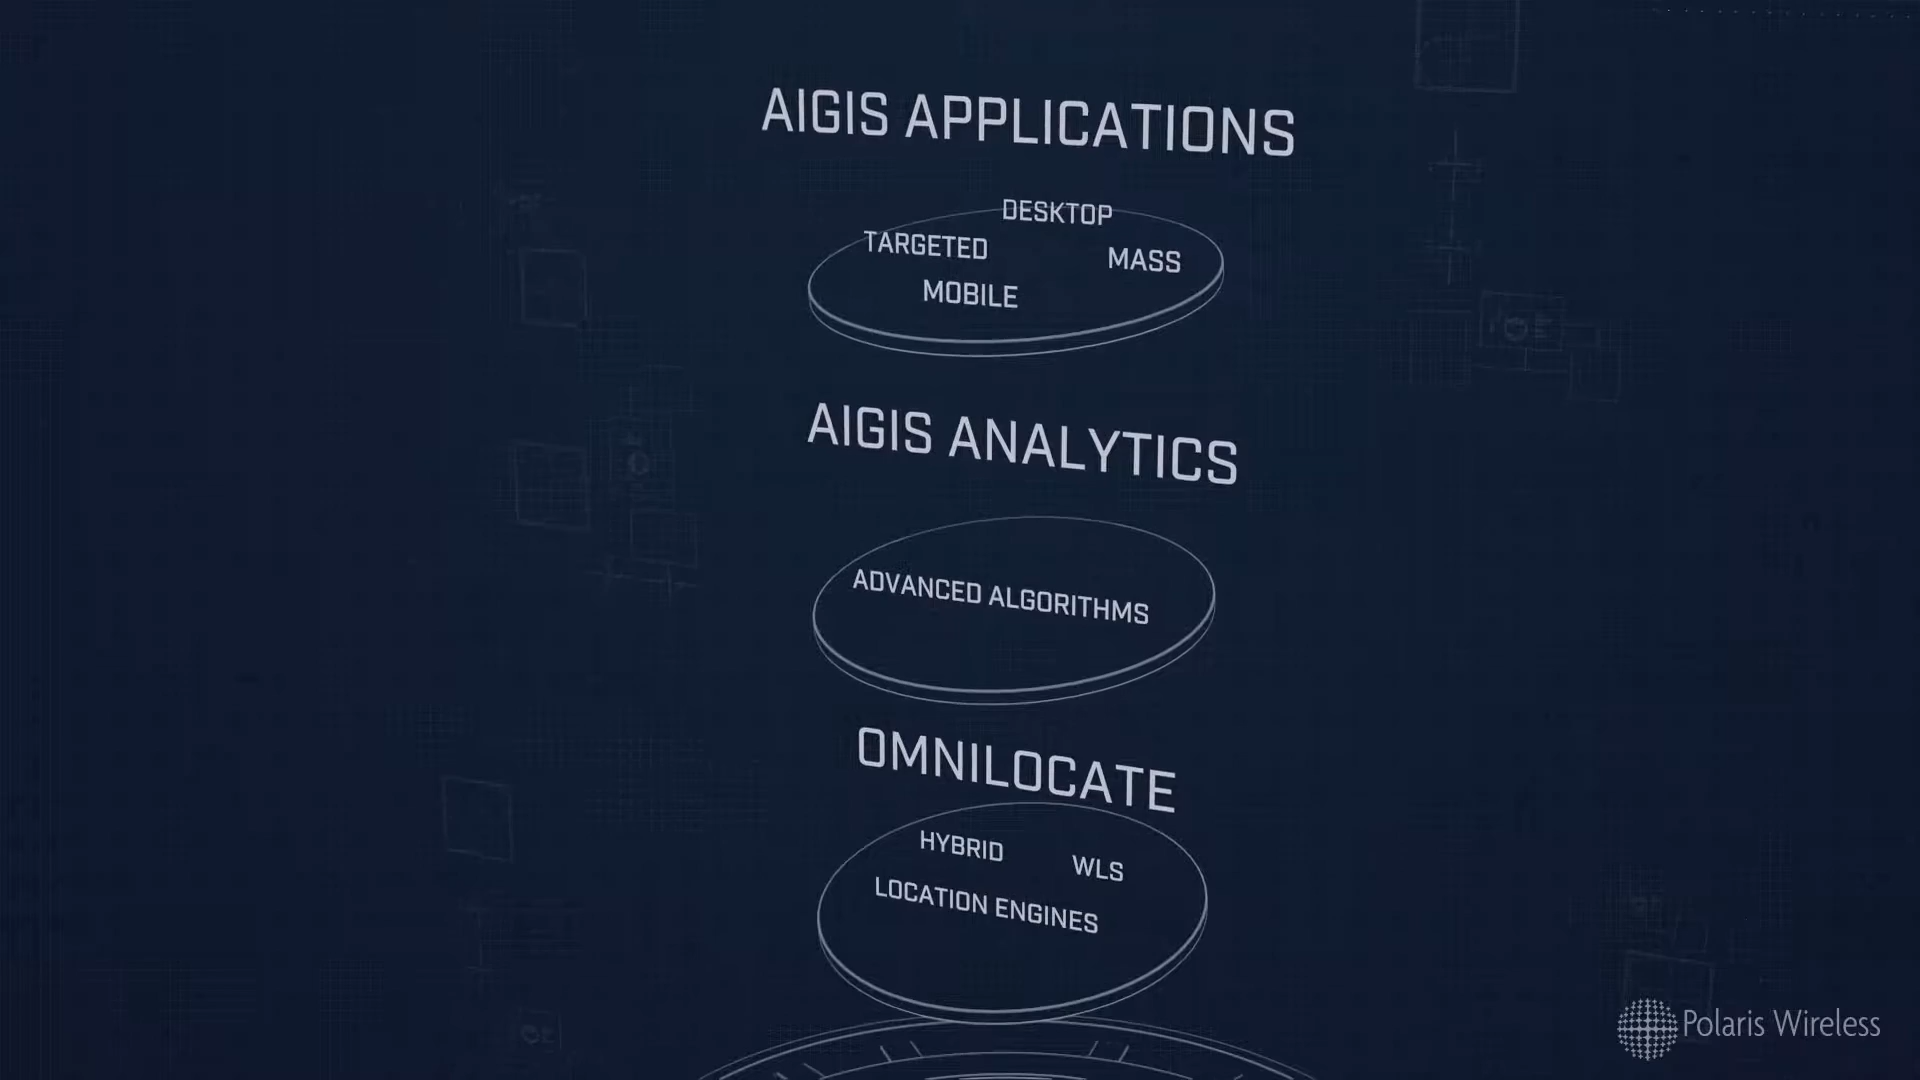 AIGIS APPLICATIONS
DESKTOP
TARGETED
MASS
MOBILE
AIGIS ANALYTICS
ADVANCED ALGORITHMS
OMNILOCATE
HYBRID
WLS
LOCATION ENGINES
Polaris Wireless